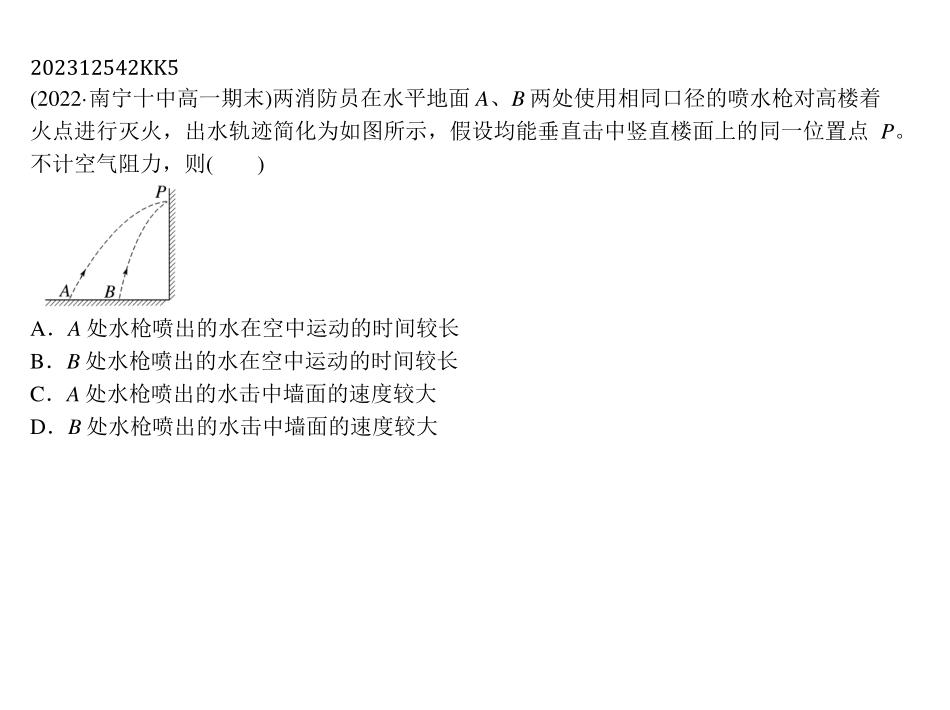 202312542KK5
(2022·南宁十中高一期末)两消防员在水平地面 A、B 两处使用相同口径的喷水枪对高楼着
火点进行灭火，出水轨迹简化为如图所示，假设均能垂直击中竖直楼面上的同一位置点 P。
不计空气阻力，则(　　)
P
A B
A．A 处水枪喷出的水在空中运动的时间较长
B．B 处水枪喷出的水在空中运动的时间较长
C．A 处水枪喷出的水击中墙面的速度较大
D．B 处水枪喷出的水击中墙面的速度较大